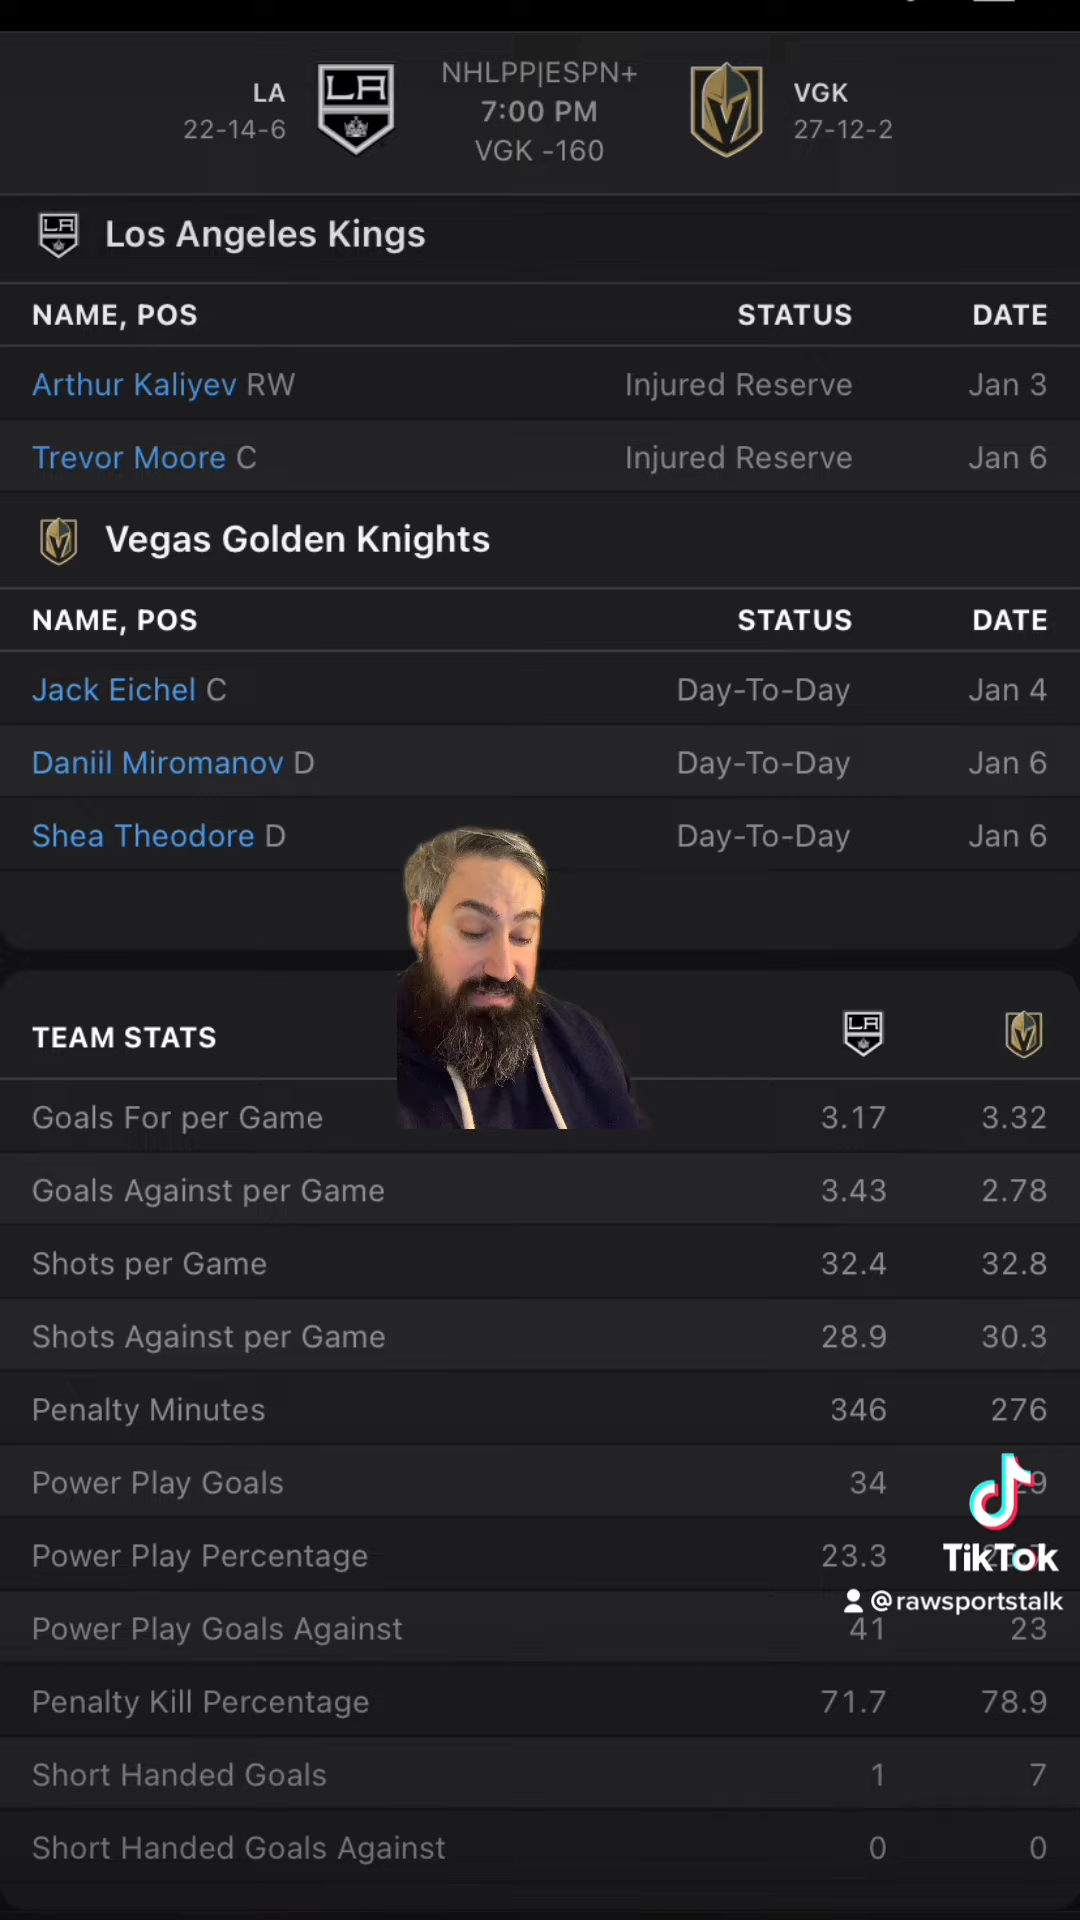 NHLPP|ESPN+
LA
22-14-6
7:00 PM
VGK -160
VGK
27-12-2
LA
Los Angeles Kings
NAME, POS STATUS DATE
Arthur Kaliyev RW Injured Reserve Jan 3
Trevor Moore C Injured Reserve Jan 6
Vegas Golden Knights
NAME, POS STATUS DATE
Jack Eichel C Day-To-Day Jan 4
Daniil Miromanov D Day-To-Day Jan 6
Shea Theodore D Day-To-Day Jan 6
TEAM STATS LA
Goals For per Game 3.17 3.32
Goals Against per Game 3.43 2.78
Shots per Game 32.4 32.8
Shots Against per Game 28.9 30.3
Penalty Minutes 346 276
Power Play Goals 34
Power Play Percentage 23.3
TikTok
@rawsportstalk
Power Play Goals Against 41 23
Penalty Kill Percentage 71.7 78.9
Short Handed Goals 1 7
Short Handed Goals Against 0 0